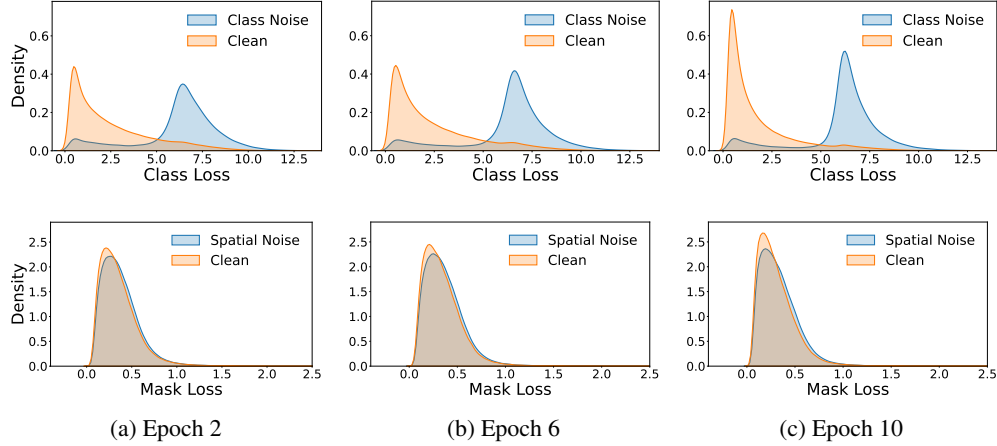 Density
0.6
0.4
0.2
0.0
Class Noise
Clean
0.0 2.5 5.0 7.5 10.0 12.5
Class Loss
0.6
0.4
0.2
0.0
Class Noise
Clean
0.0 2.5 5.0 7.5 10.0 12.5
Class Loss
0.6
0.4
0.2
0.0
Class Noise
Clean
0.0 2.5 5.0 7.5 10.0 12.5
Class Loss
Density
2.5
2.0
1.5
1.0
0.5
0.0
Spatial Noise
Clean
0.0 0.5 1.0 1.5 2.0 2.5
Mask Loss
2.5
2.0
1.5
1.0
0.5
0.0
Spatial Noise
Clean
0.0 0.5 1.0 1.5 2.0 2.5
Mask Loss
2.5
2.0
1.5
1.0
0.5
0.0
Spatial Noise
Clean
0.0 0.5 1.0 1.5 2.0 2.5
Mask Loss
(a) Epoch 2
(b) Epoch 6
(c) Epoch 10